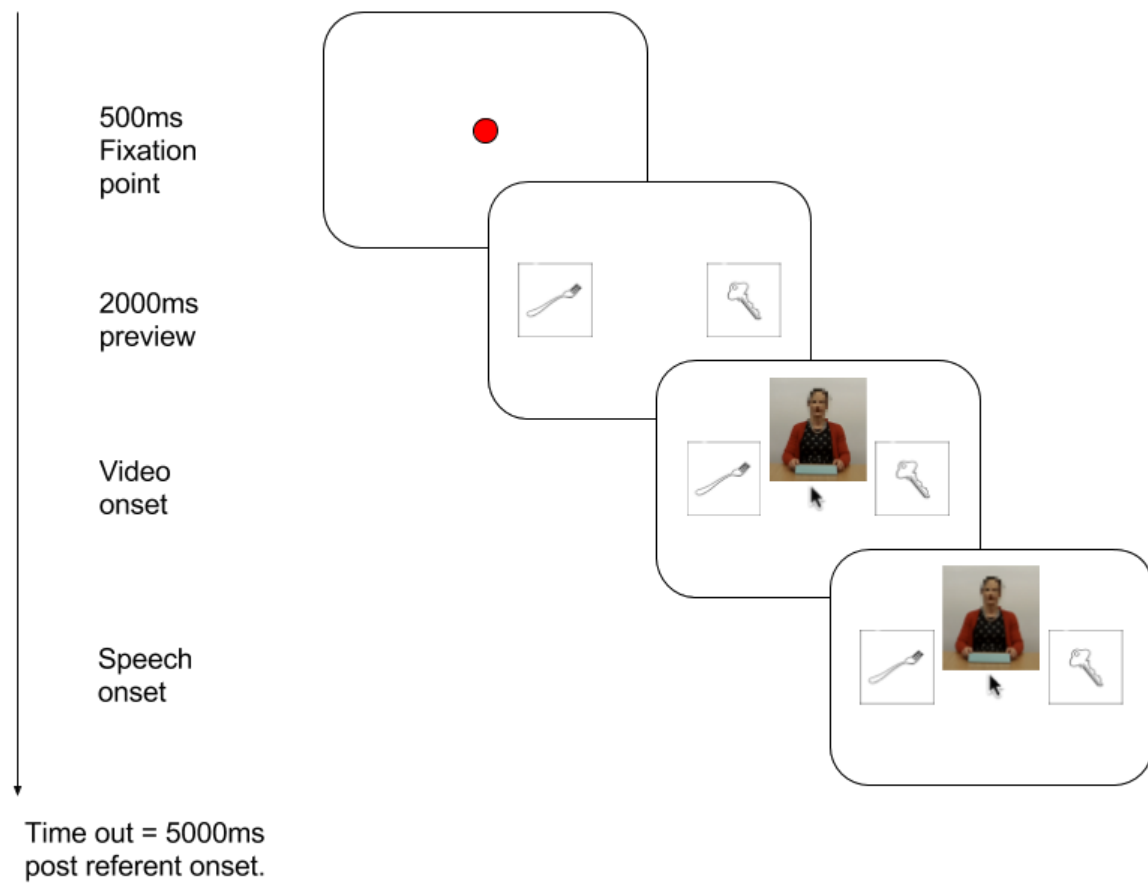 500ms
Fixation
point
2000ms
preview
Video
onset
Speech
onset
Time out = 5000ms
post referent onset.